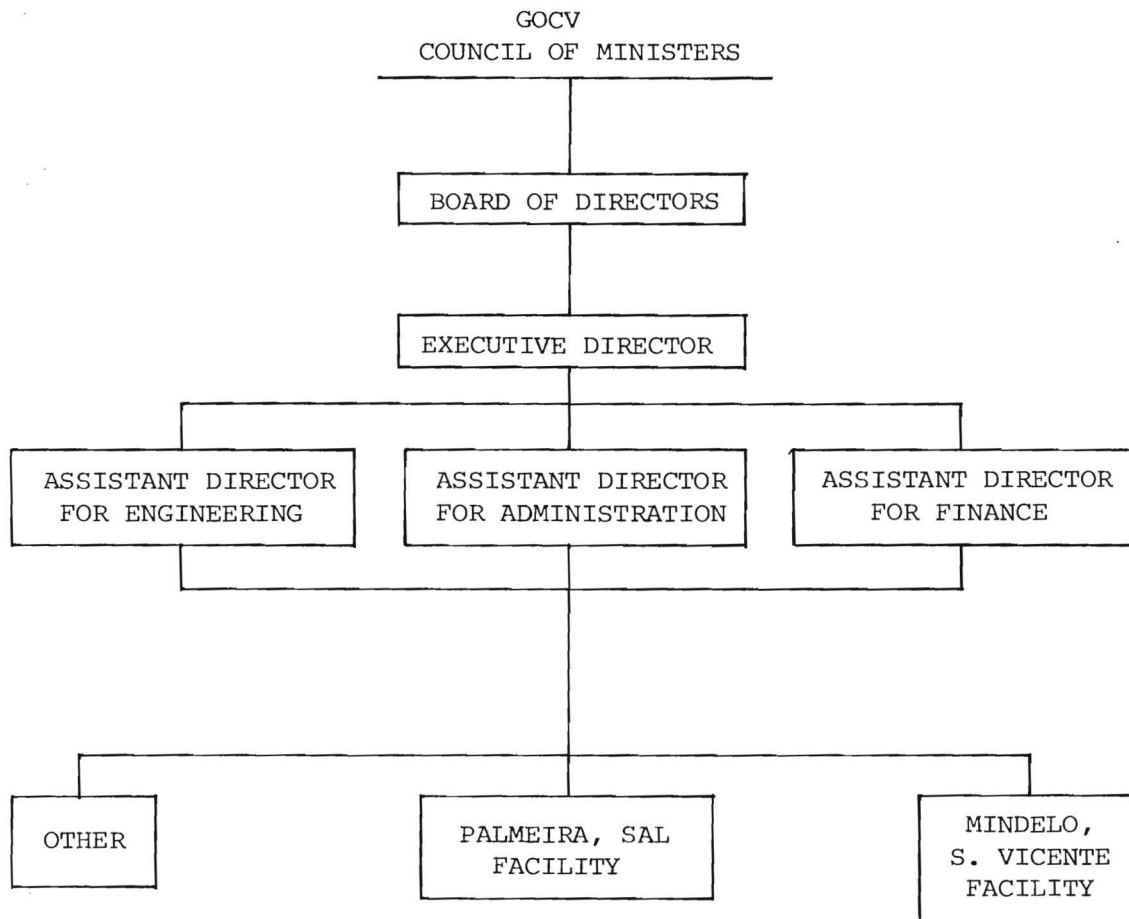 GOCV
COUNCIL OF MINISTERS
BOARD OF DIRECTORS
EXECUTIVE DIRECTOR
ASSISTANT DIRECTOR
FOR ENGINEERING
ASSISTANT DIRECTOR
FOR ADMINISTRATION
ASSISTANT DIRECTOR
FOR FINANCE
OTHER
PALMEIRA, SAL
FACILITY
MINDELO,
S. VICENTE
FACILITY